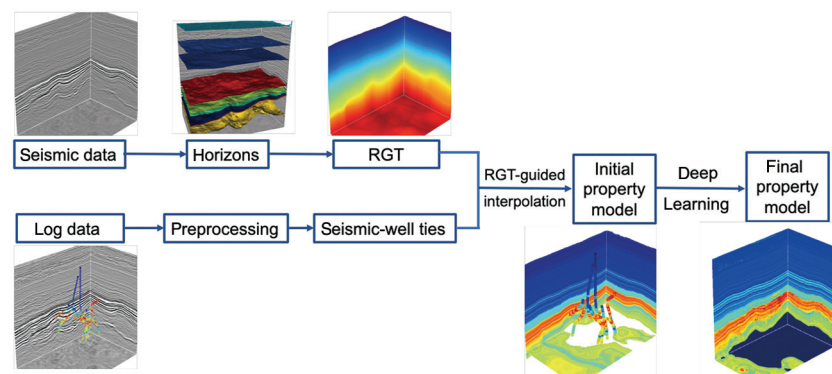 Seismic data
Horizons
RGT
RGT-guided
interpolation
Initial
property
model
Deep
Learning
Final
property
model
Log data
Preprocessing
Seismic-well ties